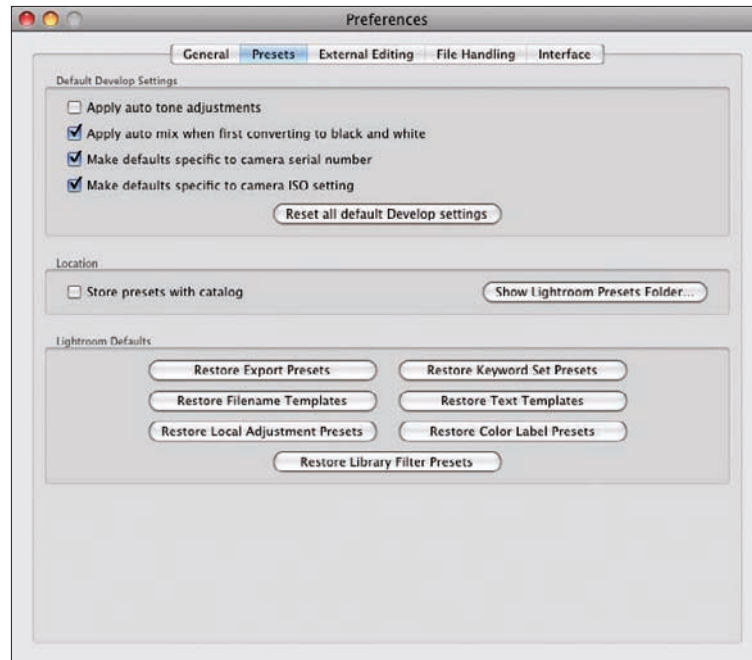 Preferences
General Presets External Editing File Handling Interface
Default Develop Settings
Apply auto tone adjustments
Apply auto mix when first converting to black and white
Make defaults specific to camera serial number
Make defaults specific to camera ISO setting
Reset all default Develop settings
Location
Store presets with catalog Show Lightroom Presets Folder...
Lightroom Defaults
Restore Export Presets Restore Keyword Set Presets
Restore Filename Templates Restore Text Templates
Restore Local Adjustment Presets Restore Color Label Presets
Restore Library Filter Presets